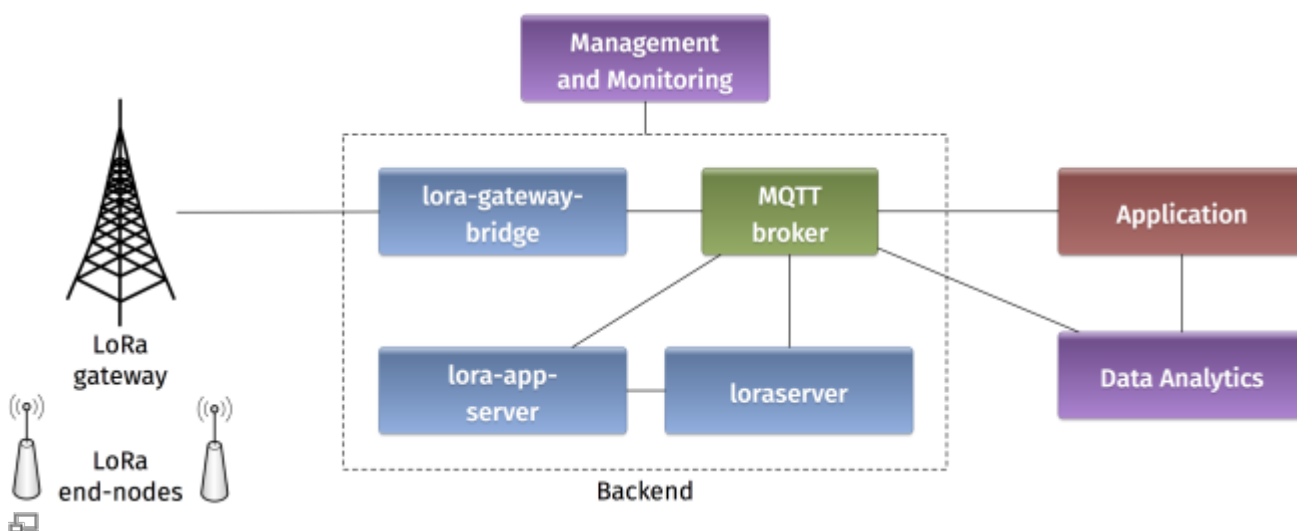 Management
and Monitoring
lora-gateway-
bridge
MQTT
broker
Application
LoRa
gateway
lora-app-
server
loraserver
Data Analytics
LoRa
end-nodes
Backend